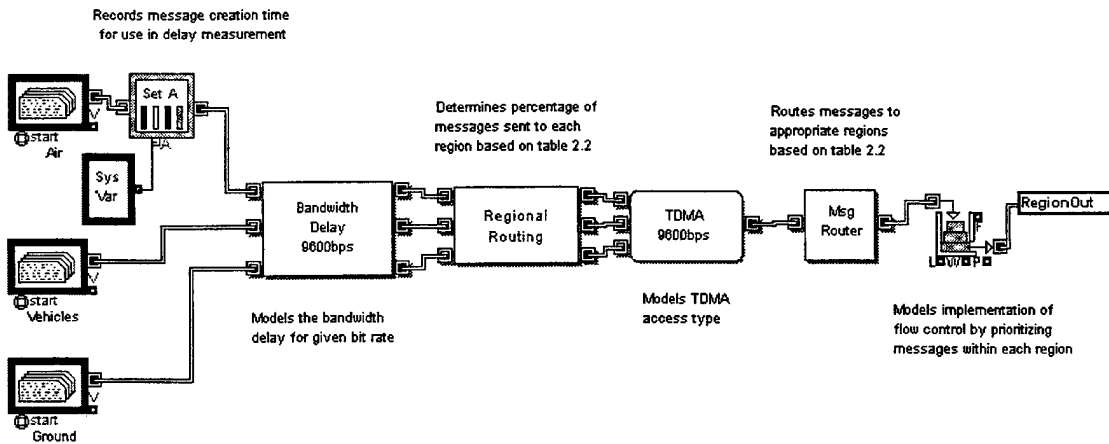 Records message creation time
for use in delay measurement
Set A
A
V
start
Air
Sys
Var
Determines percentage of
messages sent to each
region based on table 2.2
Routes messages to
appropriate regions
based on table 2.2
Bandwidth
Delay
9600bps
Regional
Routing
TDMA
9600bps
Msg
Router
RegionOut
F
L W P
V
start
Vehicles
Models the bandwidth
delay for given bit rate
Models TDMA
access type
Models implementation of
flow control by prioritizing
messages within each region
V
start
Ground